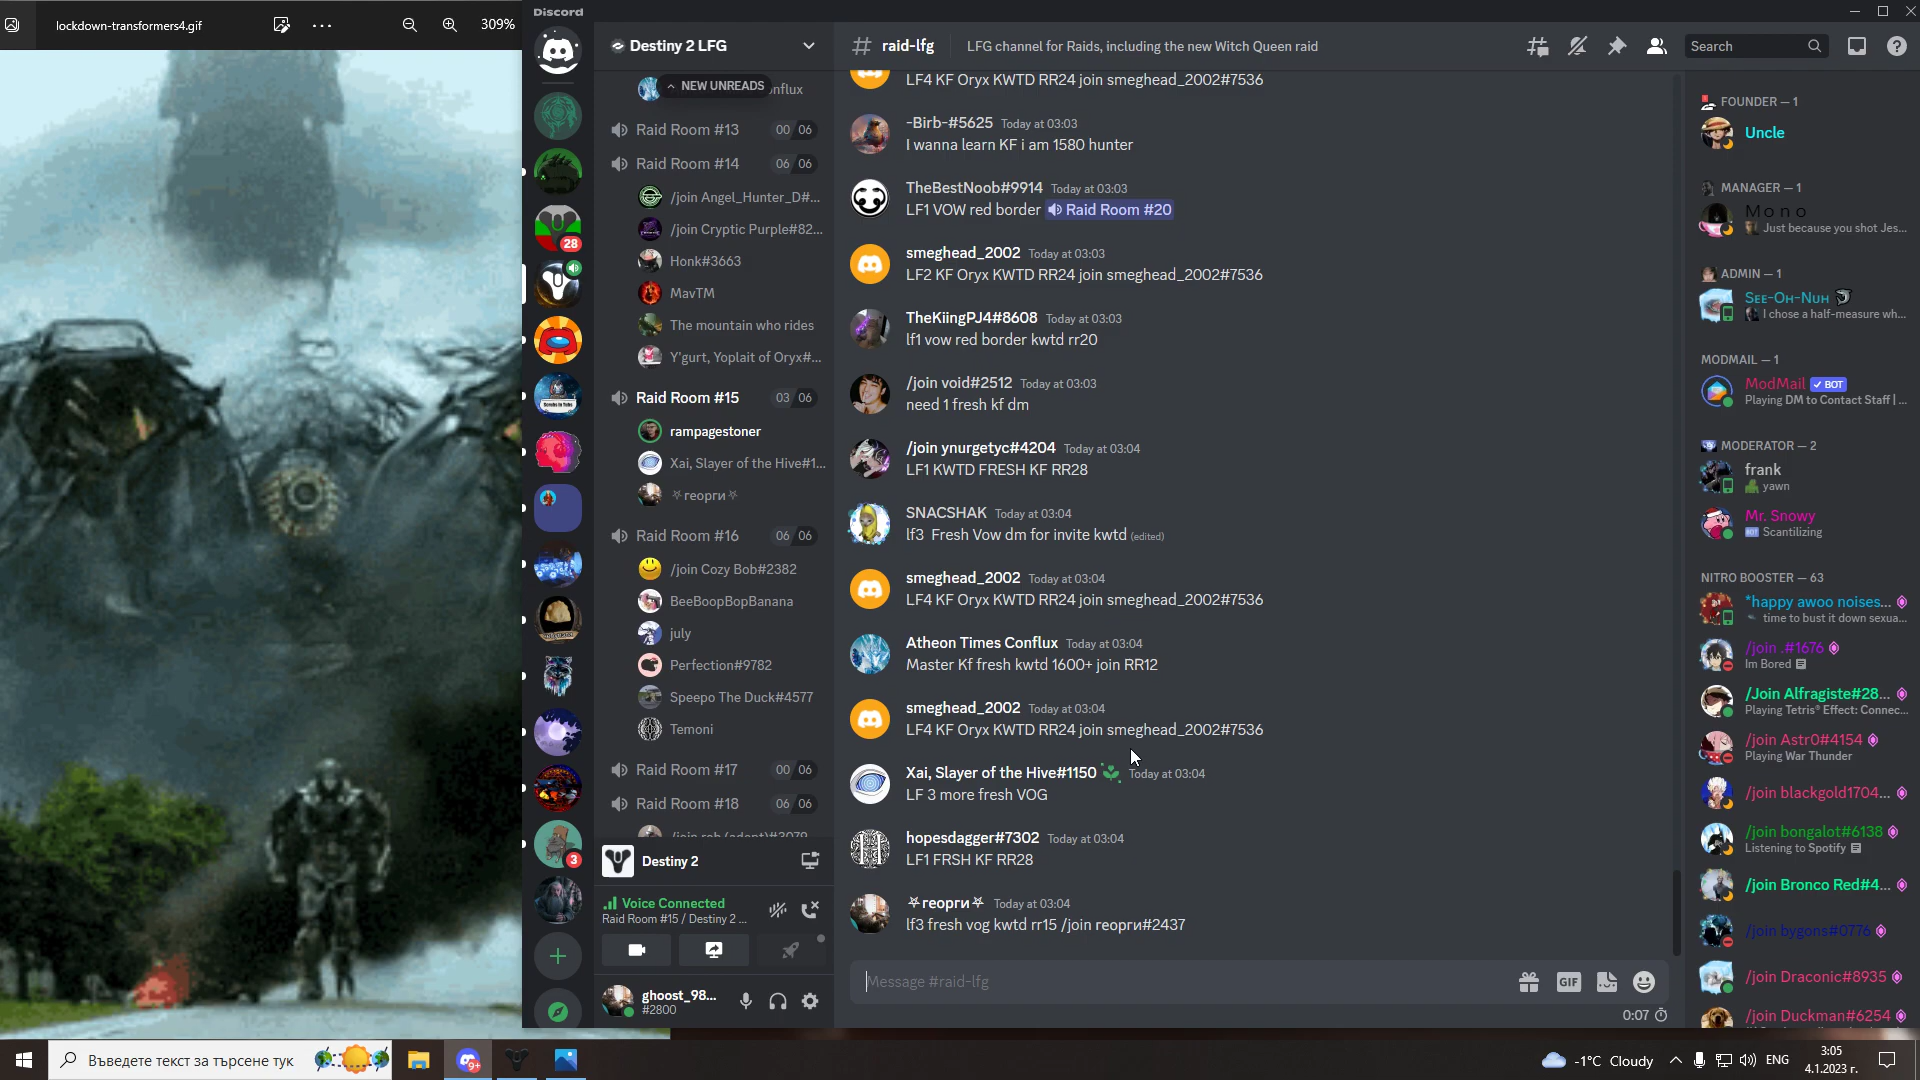 lockdown-transformers4.gif
309%
Discord
Destiny 2 LFG
NEW UNREADS
onflux
Raid Room #13
00 06
Raid Room #14
06 06
/join Angel_Hunter_D#...
/join Cryptic Purple#82...
Honk#3663
MavTM
The mountain who rides
Y'gurt, Yoplait of Oryx#...
Raid Room #15
03 06
rampagestoner
Xai, Slayer of the Hive#1...
⛧георги⛧
Raid Room #16
06 06
/join Cozy Bob#2382
BeeBoopBopBanana
july
Perfection#9782
Speepo The Duck#4577
Temoni
Raid Room #17
00 06
Raid Room #18
06 06
Destiny 2
Voice Connected
Raid Room #15 / Destiny 2 ...
ghoost_98...
#2800
28
3
# raid-lfg
LFG channel for Raids, including the new Witch Queen raid
Search
LF4 KF Oryx KWTD RR24 join smeghead_2002#7536
-Birb-#5625 Today at 03:03
I wanna learn KF i am 1580 hunter
TheBestNoob#9914 Today at 03:03
LF1 VOW red border Raid Room #20
smeghead_2002 Today at 03:03
LF2 KF Oryx KWTD RR24 join smeghead_2002#7536
TheKiingPJ4#8608 Today at 03:03
lf1 vow red border kwtd rr20
/join void#2512 Today at 03:03
need 1 fresh kf dm
/join ynurgetyc#4204 Today at 03:04
LF1 KWTD FRESH KF RR28
SNACSHAK Today at 03:04
lf3 Fresh Vow dm for invite kwtd (edited)
smeghead_2002 Today at 03:04
LF4 KF Oryx KWTD RR24 join smeghead_2002#7536
Atheon Times Conflux Today at 03:04
Master Kf fresh kwtd 1600+ join RR12
smeghead_2002 Today at 03:04
LF4 KF Oryx KWTD RR24 join smeghead_2002#7536
Xai, Slayer of the Hive#1150 Today at 03:04
LF 3 more fresh VOG
hopesdagger#7302 Today at 03:04
LF1 FRSH KF RR28
⛧георги⛧ Today at 03:04
lf3 fresh vog kwtd rr15 /join георги#2437
Message #raid-lfg
GIF
0:07
FOUNDER — 1
Uncle
MANAGER — 1
Mono
Just because you shot Jes...
ADMIN — 1
See-Oh-Nuh
I chose a half-measure wh...
MODMAIL — 1
ModMail ✓ BOT
Playing DM to Contact Staff | ...
MODERATOR — 2
frank
yawn
Mr. Snowy
Scantilizing
NITRO BOOSTER — 63
*happy awoo noises...
time to bust it down sexua...
/join .#1676
Im Bored
/Join Alfragiste#28...
Playing Tetris® Effect: Connec...
/join Astr0#4154
Playing War Thunder
/join blackgold1704...
/join bongalot#6138
Listening to Spotify
/join Bronco Red#4...
/join bygons#0776
/join Draconic#8935
/join Duckman#6254
Въведете текст за търсене тук
9+
-1°C Cloudy
ENG
3:05
4.1.2023 г.